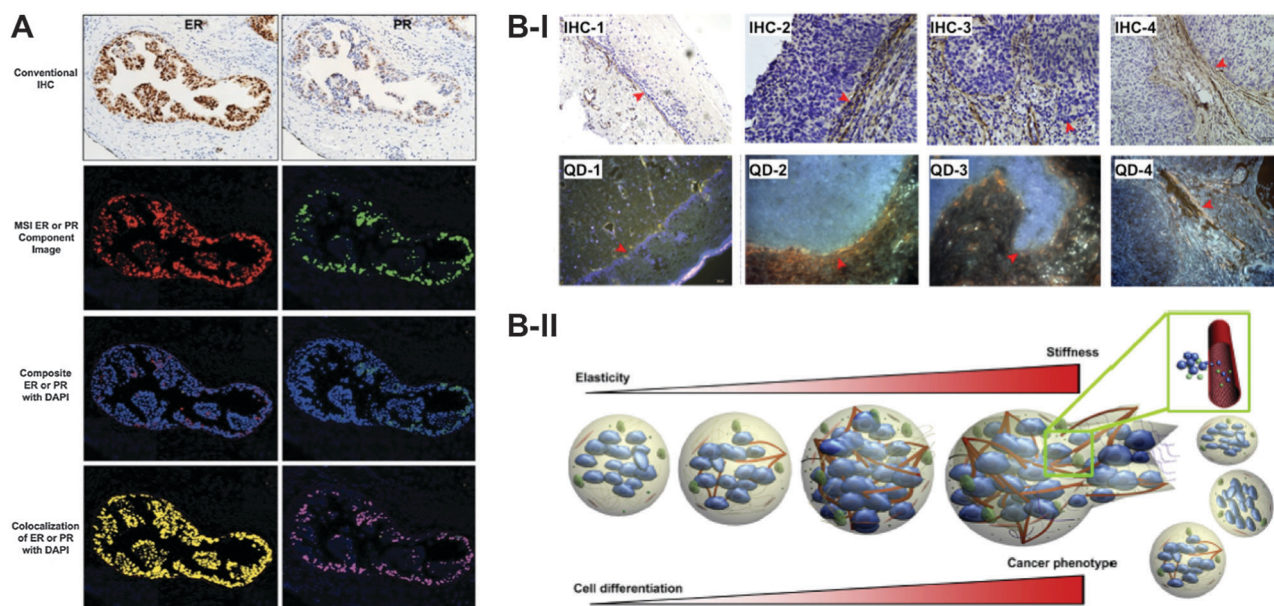 A
ER
PR
Conventional
IHC
MSI ER or PR
Component
Image
Composite
ER or PR
with DAPI
Colocalization
of ER or PR
with DAPI
B-I
IHC-1
IHC-2
IHC-3
IHC-4
QD-1
QD-2
QD-3
QD-4
B-II
Stiffness
Elasticity
Cancer phenotype
Cell differentiation